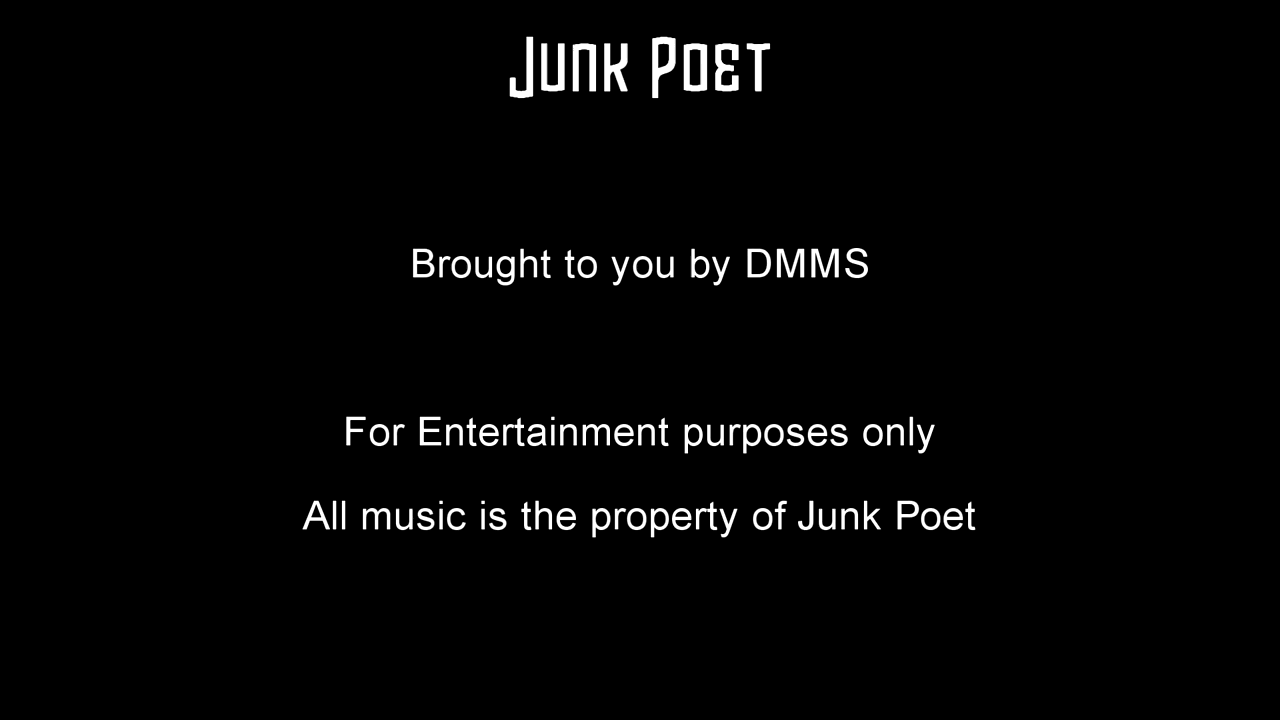 Junk Poet
Brought to you by DMMS
For Entertainment purposes only
All music is the property of Junk Poet